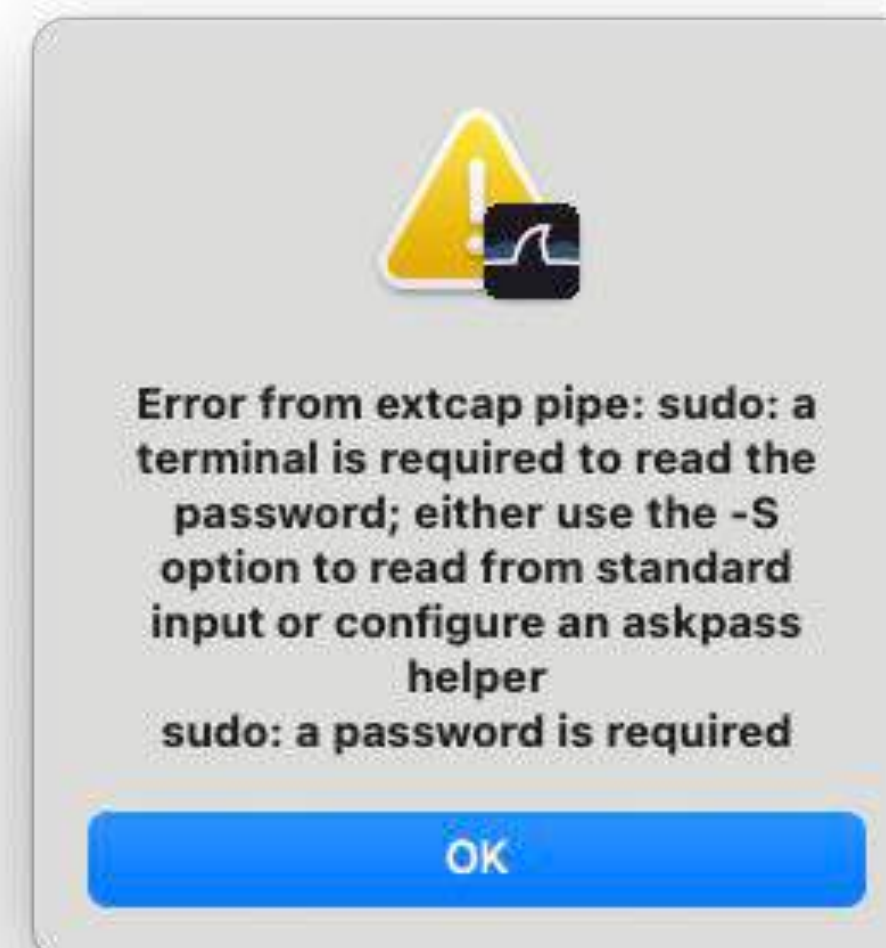 Error from extcap pipe: sudo: a
terminal is required to read the
password; either use the -S
option to read from standard
input or configure an askpass
helper
sudo: a password is required
OK